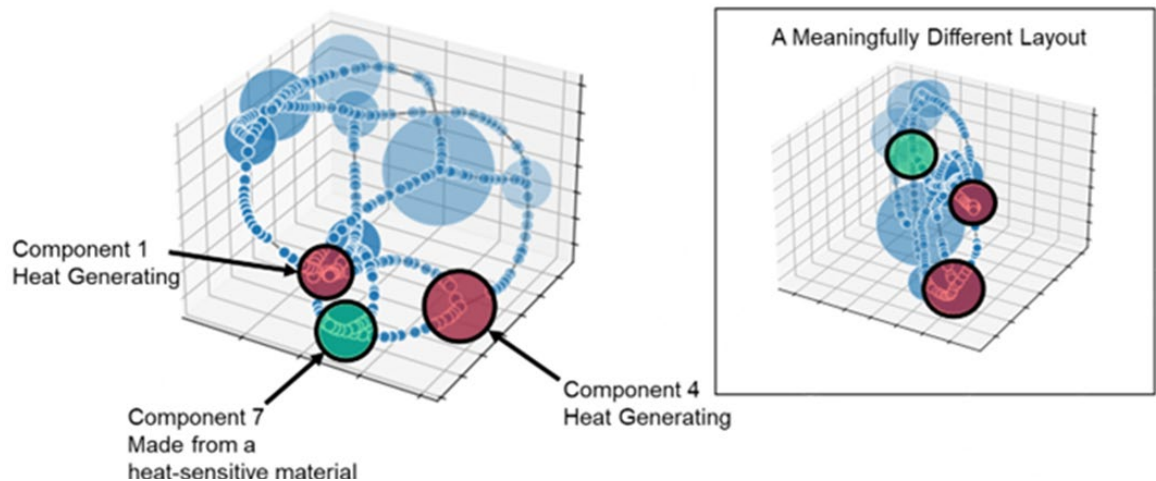 A Meaningfully Different Layout
Component 1
Heat Generating
Component 4
Heat Generating
Component 7
Made from a
heat-sensitive material